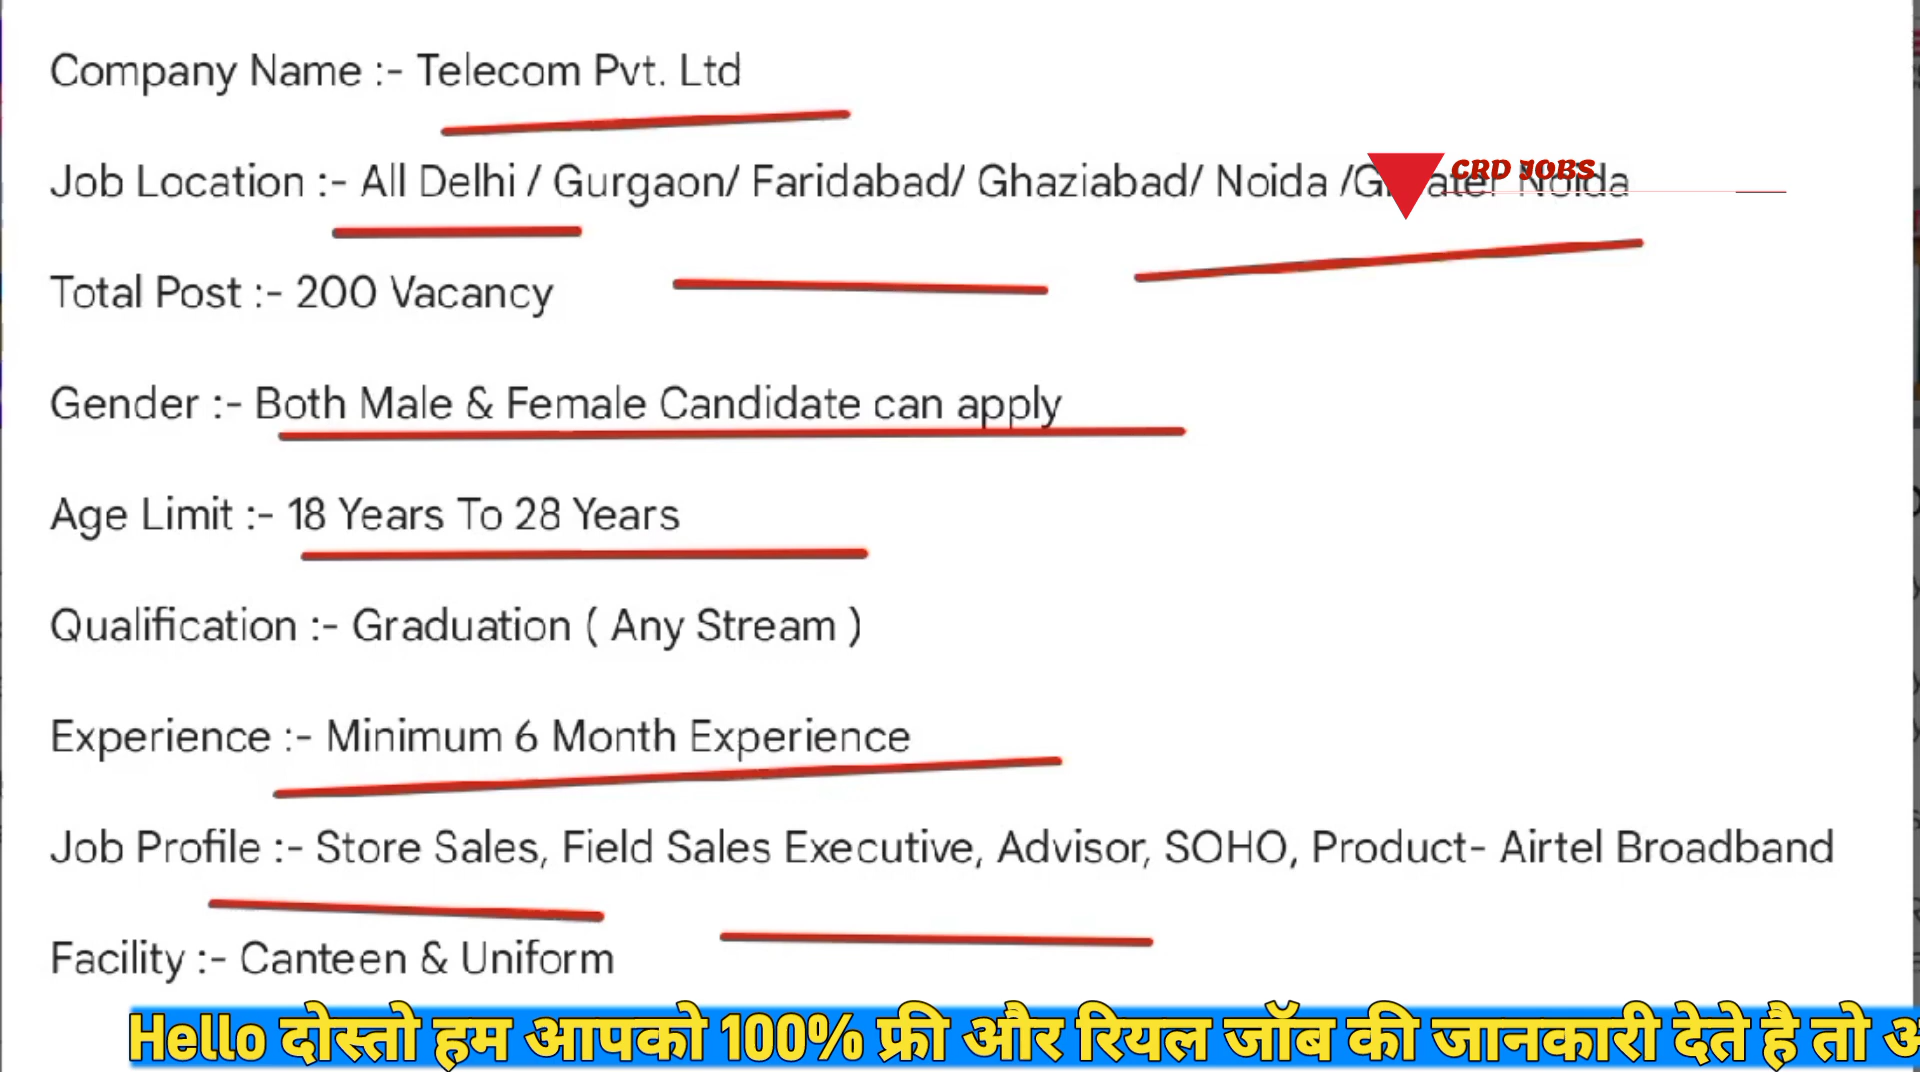 Company Name :- Telecom Pvt. Ltd
Job Location :- All Delhi / Gurgaon/ Faridabad/ Ghaziabad/ Noida /Greater Noida
CRD JOBS
Total Post :- 200 Vacancy
Gender :- Both Male & Female Candidate can apply
Age Limit :- 18 Years To 28 Years
Qualification :- Graduation ( Any Stream )
Experience :- Minimum 6 Month Experience
Job Profile :- Store Sales, Field Sales Executive, Advisor, SOHO, Product- Airtel Broadband
Facility :- Canteen & Uniform
Hello दोस्तो हम आपको 100% फ्री और रियल जॉब की जानकारी देते है तो